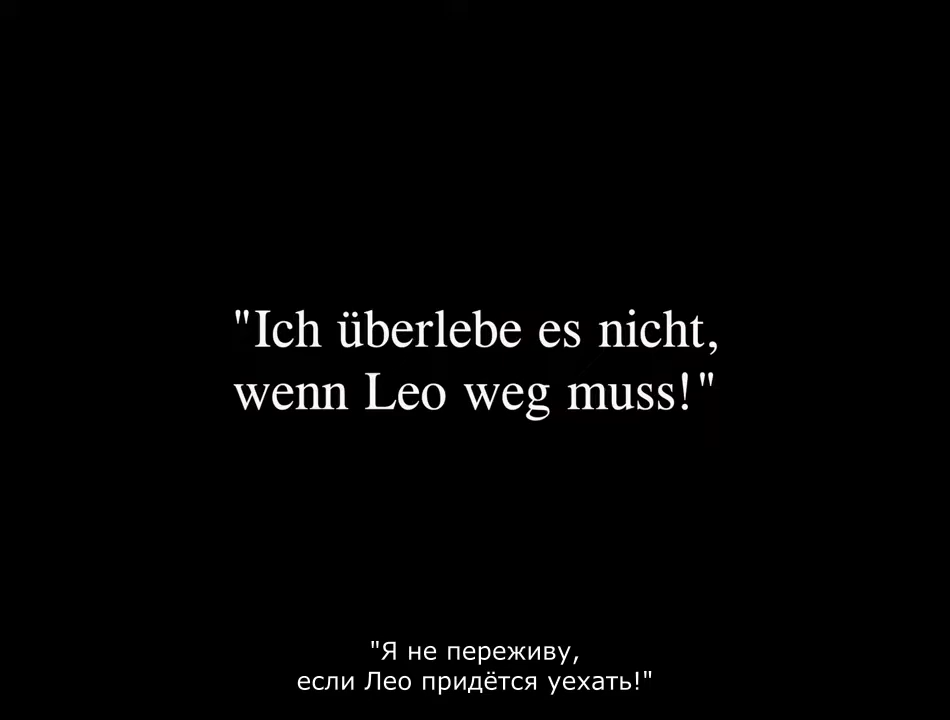 "Ich überlebe es nicht,
wenn Leo weg muss!"
"Я не переживу,
если Лео придётся уехать!"